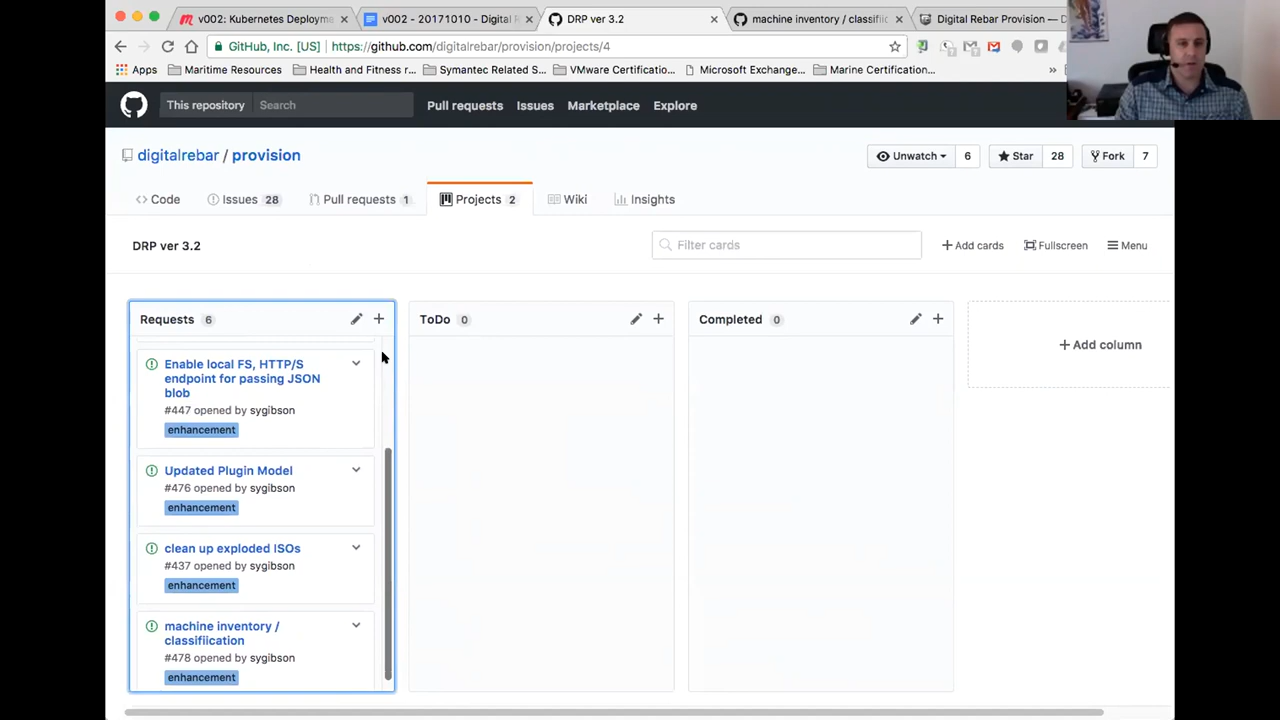 v002: Kubernetes Deployme
v002 - 20171010 - Digital R
DRP ver 3.2
machine inventory / classific
Digital Rebar Provision —
GitHub, Inc. [US]
https://github.com/digitalrebar/provision/projects/4
Apps
Maritime Resources
Health and Fitness r...
Symantec Related S...
VMware Certificatio...
Microsoft Exchange...
Marine Certification...
»
This repository
Search
Pull requests
Issues
Marketplace
Explore
digitalrebar / provision
Unwatch
6
Star
28
Fork
7
Code
Issues 28
Pull requests 1
Projects 2
Wiki
Insights
DRP ver 3.2
Filter cards
+ Add cards
Fullscreen
Menu
Requests 6
Enable local FS, HTTP/S
endpoint for passing JSON
blob
#447 opened by sygibson
enhancement
Updated Plugin Model
#476 opened by sygibson
enhancement
clean up exploded ISOs
#437 opened by sygibson
enhancement
machine inventory /
classifiication
#478 opened by sygibson
enhancement
ToDo 0
Completed 0
+ Add column